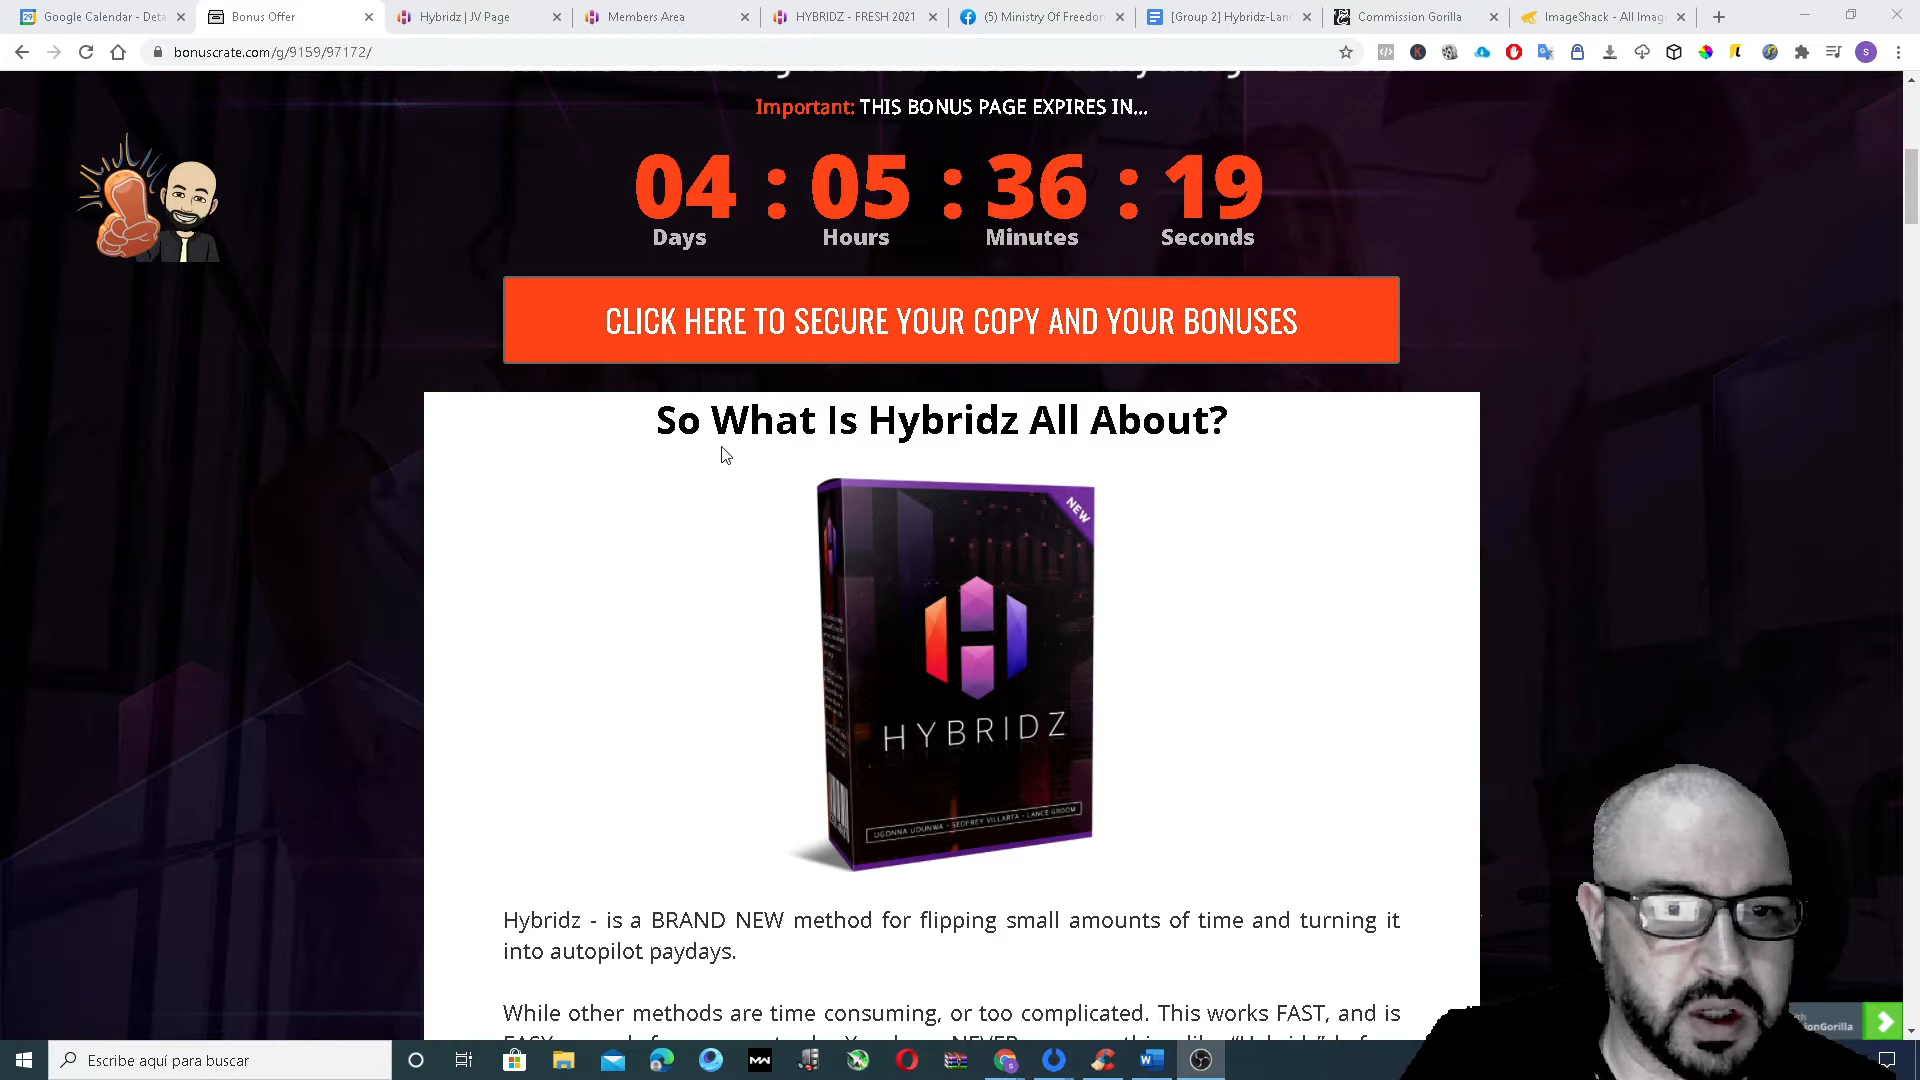 Google Calendar - Deta
Bonus Offer
Hybridz | JV Page
Members Area
HYBRIDZ - FRESH 2021
(5) Ministry Of Freedom
[Group 2] Hybridz-Lan
Commission Gorilla
ImageShack - All Imag
bonuscrate.com/g/9159/97172/
Important: THIS BONUS PAGE EXPIRES IN...
04 : 05 : 36 : 19
Days Hours Minutes Seconds
CLICK HERE TO SECURE YOUR COPY AND YOUR BONUSES
So What Is Hybridz All About?
NEW
HYBRIDZ
UGONNA UDUNWA - SEOFREY VILLARTA - LANCE GROOM
Hybridz - is a BRAND NEW method for flipping small amounts of time and turning it
into autopilot paydays.
While other methods are time consuming, or too complicated. This works FAST, and is
Escribe aquí para buscar